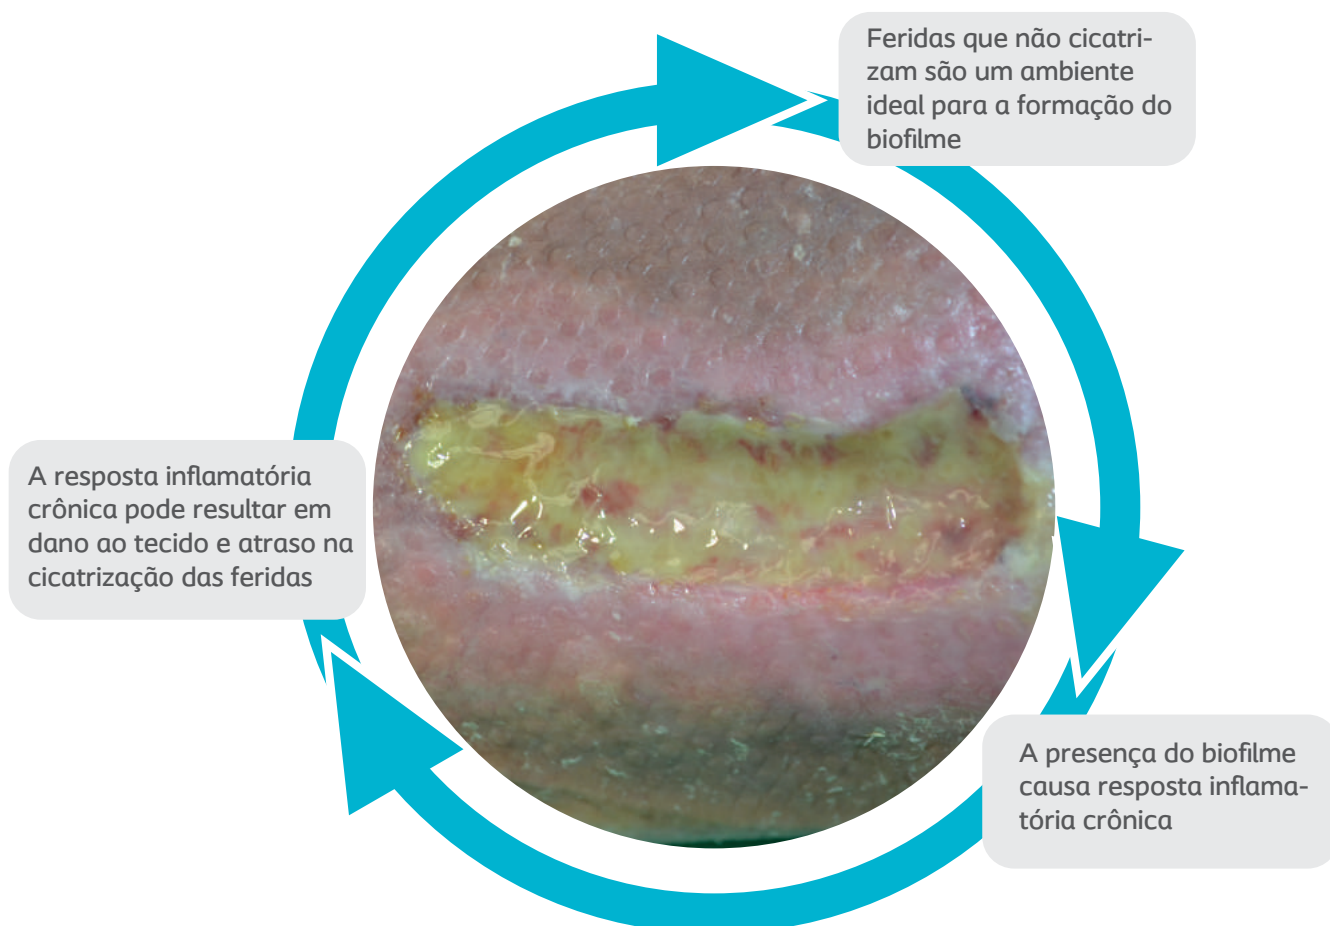 Feridas que não cicatri-
zam são um ambiente
ideal para a formação do
biofilme
A resposta inflamatória
crônica pode resultar em
dano ao tecido e atraso na
cicatrização das feridas
A presença do biofilme
causa resposta inflama-
tória crônica